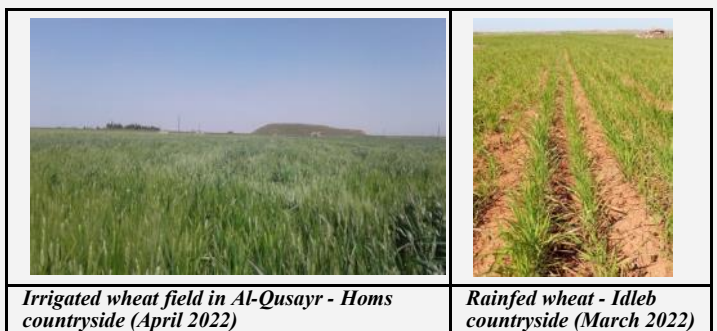 Irrigated wheat field in Al-Qusayr - Homs
countryside (April 2022)
Rainfed wheat - Idleb
countryside (March 2022)